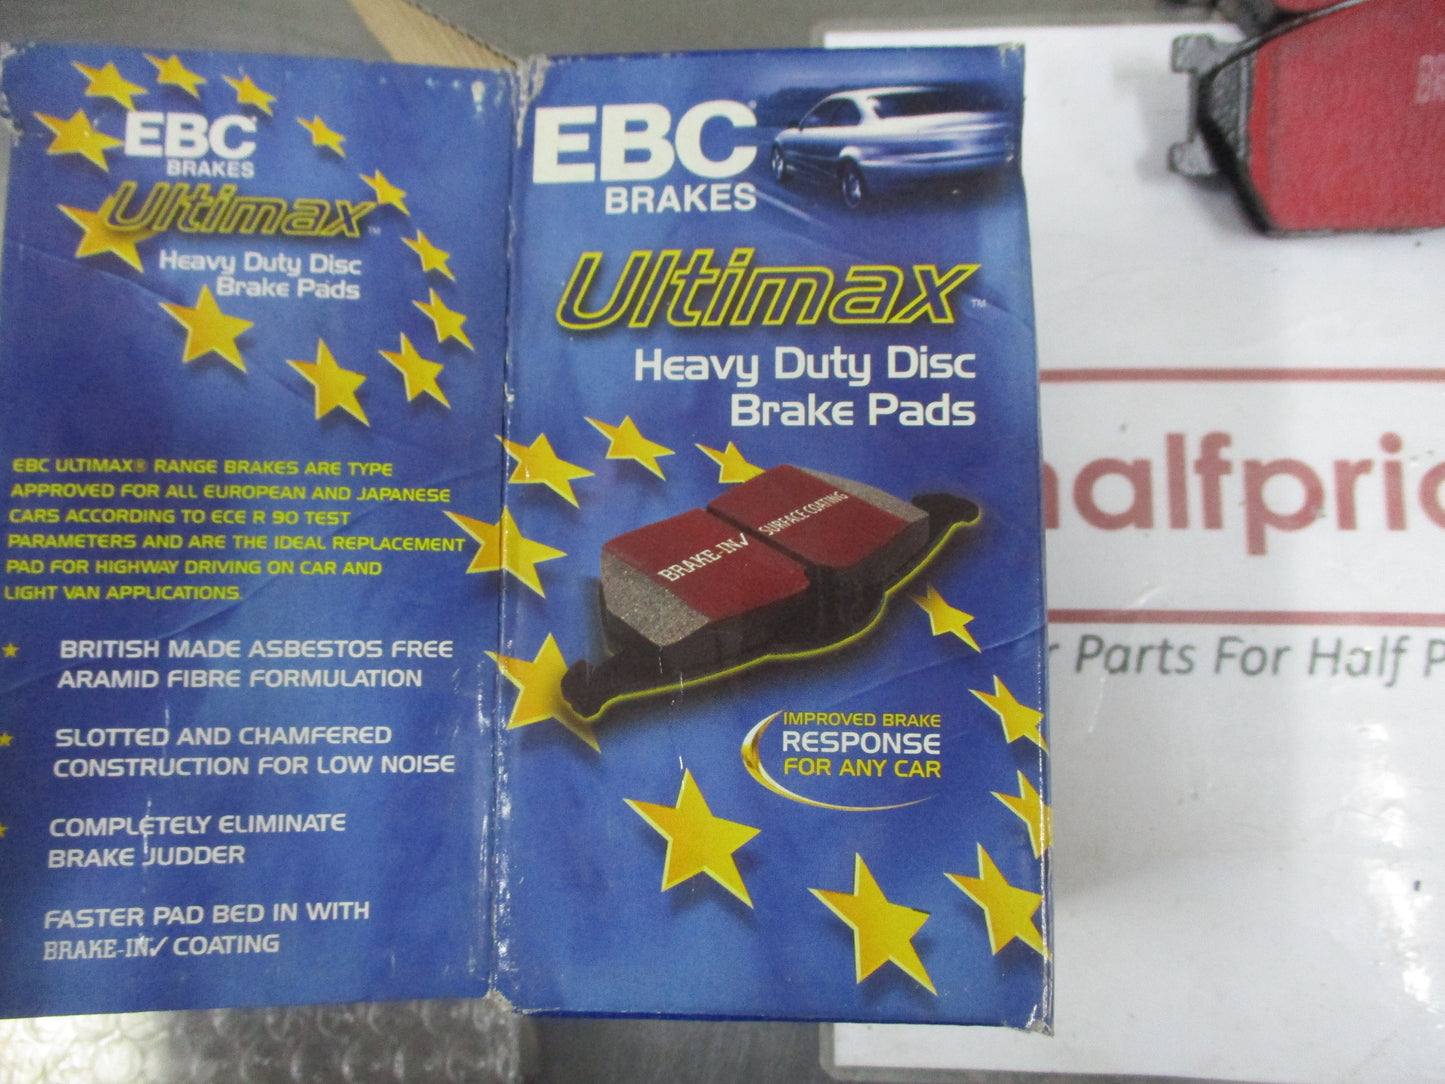 EBC
BRAKES
Ultimax™
Heavy Duty Disc
Brake Pads
EBC ULTIMAX® RANGE BRAKES ARE TYPE
APPROVED FOR ALL EUROPEAN AND JAPANESE
CARS ACCORDING TO ECE R 90 TEST
PARAMETERS AND ARE THE IDEAL REPLACEMENT
PAD FOR HIGHWAY DRIVING ON CAR AND
LIGHT VAN APPLICATIONS.
BRITISH MADE ASBESTOS FREE
ARAMID FIBRE FORMULATION
SLOTTED AND CHAMFERED
CONSTRUCTION FOR LOW NOISE
COMPLETELY ELIMINATE
BRAKE JUDDER
FASTER PAD BED IN WITH
BRAKE-IN✓ COATING
EBC
BRAKES
Ultimax™
Heavy Duty Disc
Brake Pads
BRAKE-IN✓
SURFACE COATING
IMPROVED BRAKE
RESPONSE
FOR ANY CAR
halfpric
r Parts For Half P